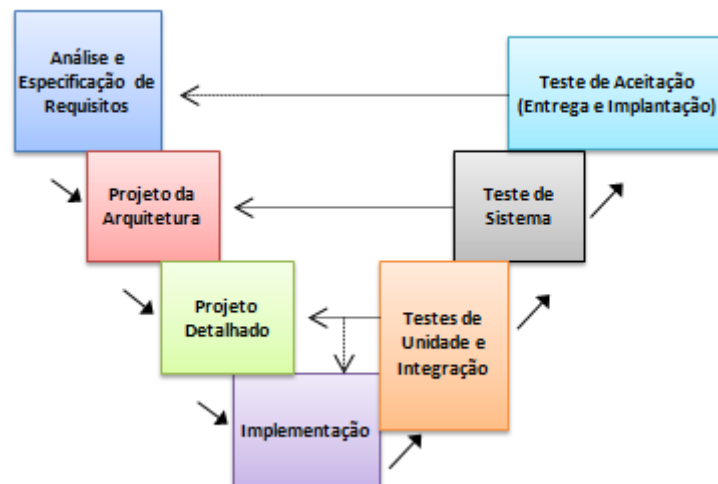 Análise e
Especificação de
Requisitos
Teste de Aceitação
(Entrega e Implantação)
Projeto da
Arquitetura
Teste de
Sistema
Projeto
Detalhado
Testes de
Unidade e
Integração
Implementação